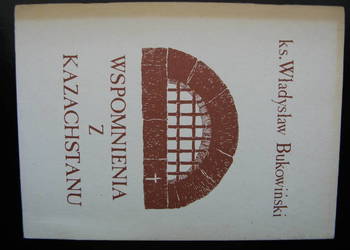 ks. Władysław Bukowiński
WSPOMNIENIA
Z
KAZACHSTANU